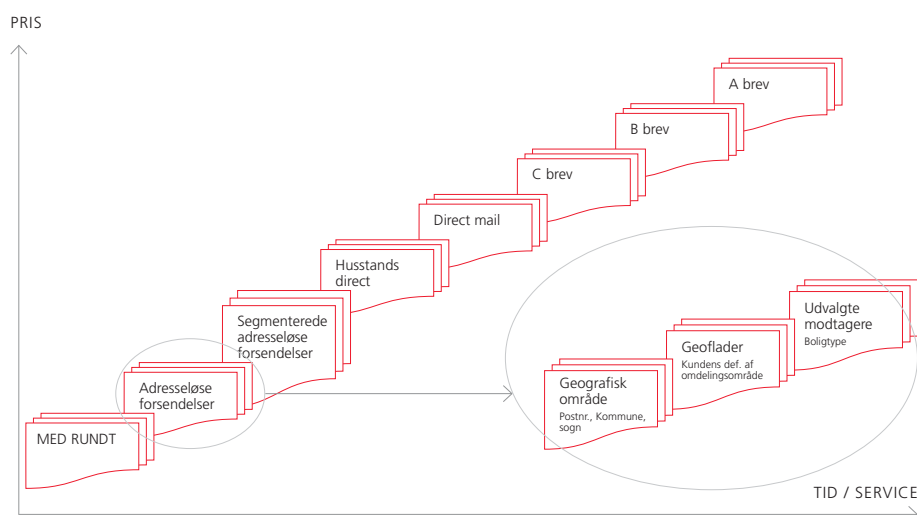 PRIS
A brev
B brev
C brev
Direct mail
Husstands
direct
Segmenterede
adresseløse
forsendelser
Adresseløse
forsendelser
MED RUNDT
Udvalgte
modtagere
Boligtype
Geoflader
Kundens def. af
omdelingsområde
Geografisk
område
Postnr., Kommune,
sogn
TID / SERVICE